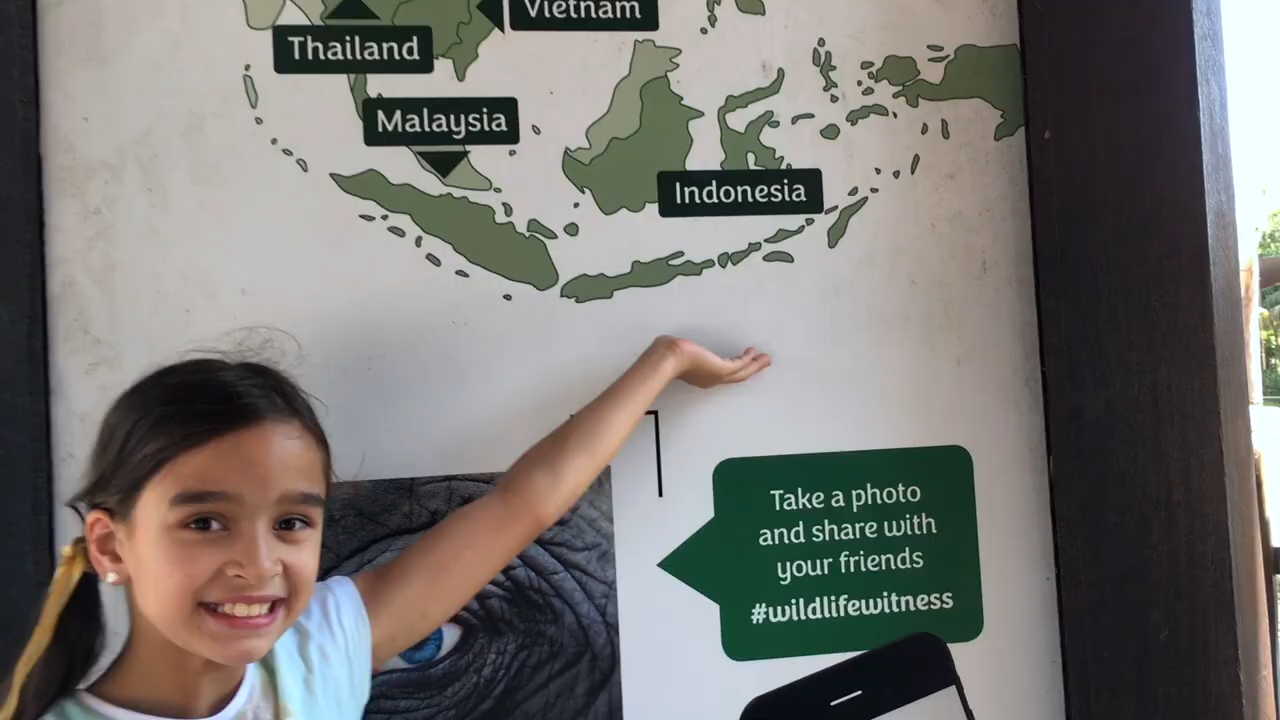 Vietnam
Thailand
Malaysia
Indonesia
Take a photo
and share with
your friends
#wildlifewitness